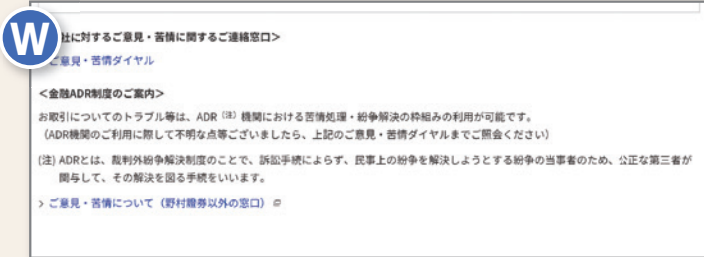 W
社に対するご意見・苦情に関するご連絡窓口＞
ご意見・苦情ダイヤル
＜金融ADR制度のご案内＞
お取引についてのトラブル等は、ADR（注）機関における苦情処理・紛争解決の枠組みの利用が可能です。
（ADR機関のご利用に際して不明な点等ございましたら、上記のご意見・苦情ダイヤルまでご照会ください）
(注) ADRとは、裁判外紛争解決制度のことで、訴訟手続によらず、民事上の紛争を解決しようとする紛争の当事者のため、公正な第三者が
関与して、その解決を図る手続をいいます。
> ご意見・苦情について（野村證券以外の窓口）